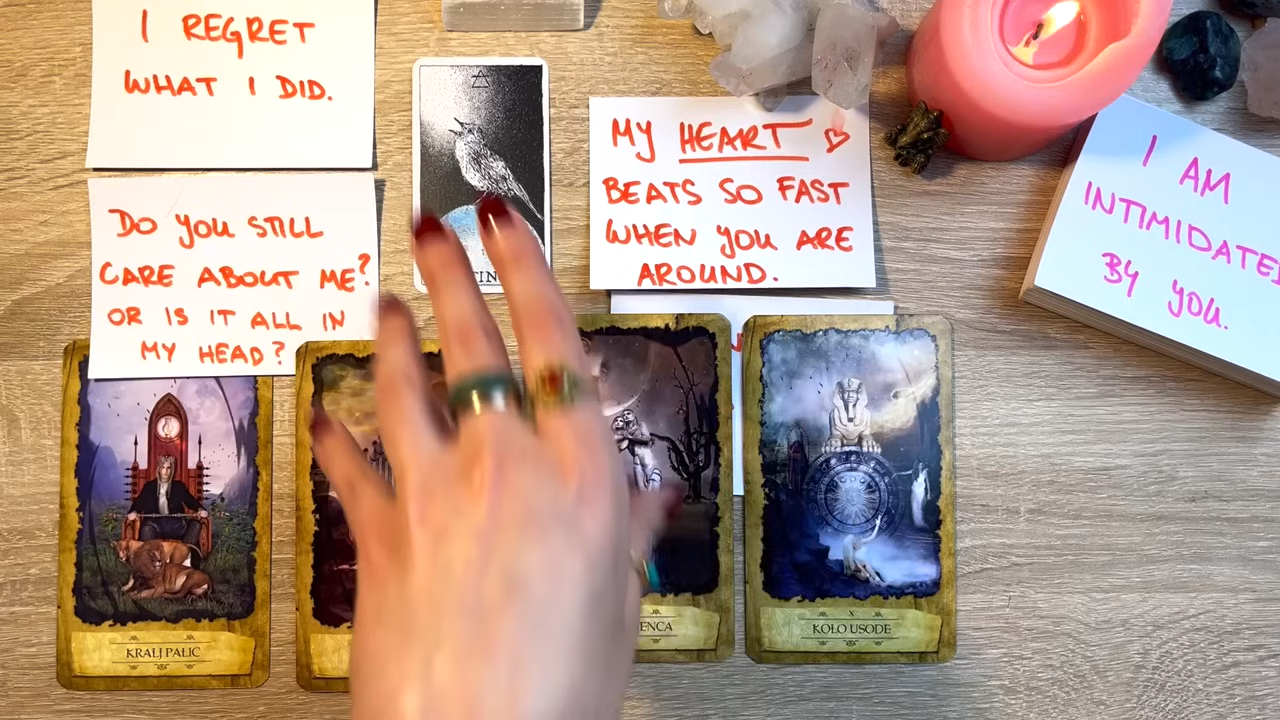 I REGRET
WHAT I DID.
DO YOU STILL
CARE ABOUT ME?
OR IS IT ALL IN
MY HEAD?
MY HEART ♡
BEATS SO FAST
WHEN YOU ARE
AROUND.
I AM
INTIMIDATE
BY YOU.
KRALJ PALIC
X
KOLO USODE